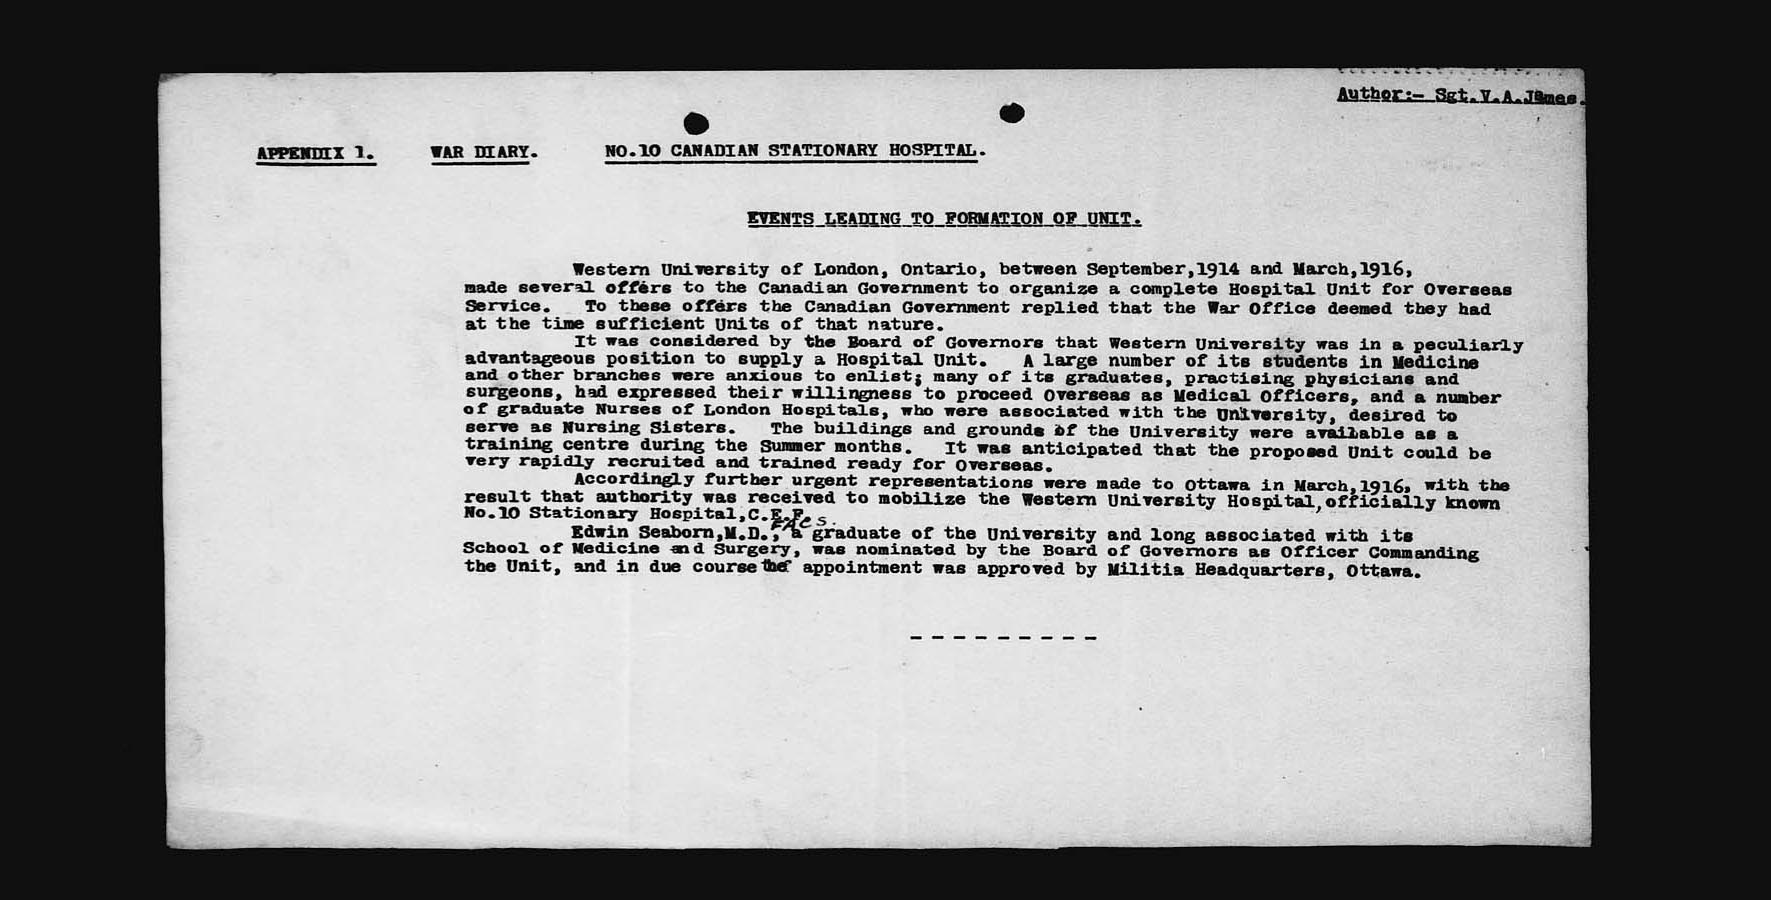 Author:- Sgt.V.A.James.
APPENDIX 1. WAR DIARY. NO.10 CANADIAN STATIONARY HOSPITAL.
EVENTS LEADING TO FORMATION OF UNIT.
Western University of London, Ontario, between September,1914 and March,1916,
made several offers to the Canadian Government to organize a complete Hospital Unit for Overseas
Service. To these offers the Canadian Government replied that the War Office deemed they had
at the time sufficient Units of that nature.
It was considered by the Board of Governors that Western University was in a peculiarly
advantageous position to supply a Hospital Unit. A large number of its students in Medicine
and other branches were anxious to enlist; many of its graduates, practising physicians and
surgeons, had expressed their willingness to proceed Overseas as Medical Officers, and a number
of graduate Nurses of London Hospitals, who were associated with the University, desired to
serve as Nursing Sisters. The buildings and grounds of the University were available as a
training centre during the Summer months. It was anticipated that the proposed Unit could be
very rapidly recruited and trained ready for Overseas.
Accordingly further urgent representations were made to Ottawa in March,1916, with the
result that authority was received to mobilize the Western University Hospital,officially known
No.10 Stationary Hospital,C.E.F.
FACS.
Edwin Seaborn,M.D., a graduate of the University and long associated with its
School of Medicine and Surgery, was nominated by the Board of Governors as Officer Commanding
the Unit, and in due course the appointment was approved by Militia Headquarters, Ottawa.
- - - - - - - - -